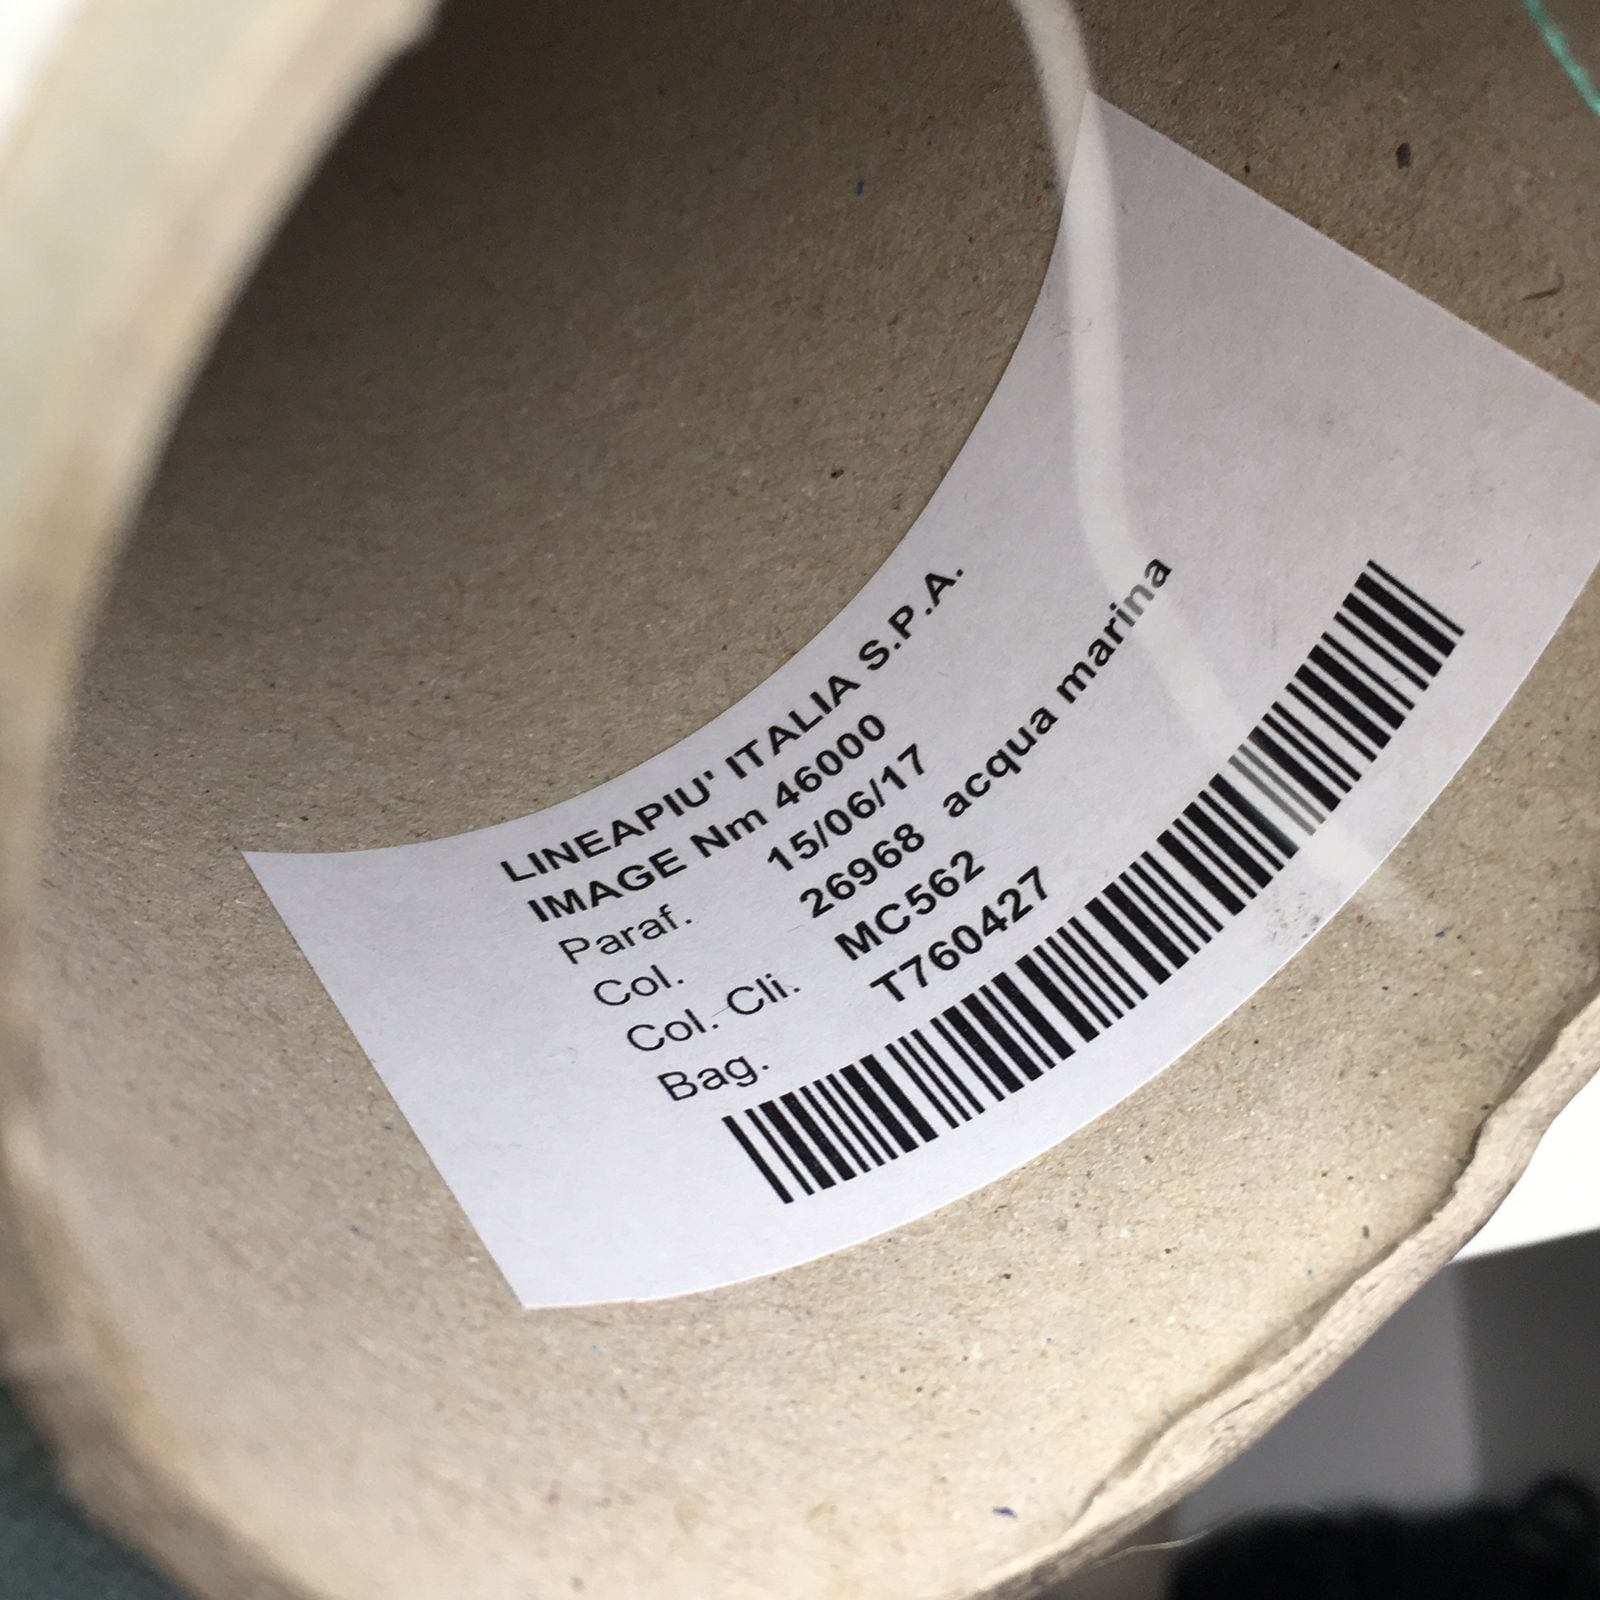 LINEAPIU' ITALIA S.P.A.
IMAGE Nm 46000
Paraf. 15/06/17
Col. 26968 acqua marina
Col. Cli. MC562
Bag. T760427